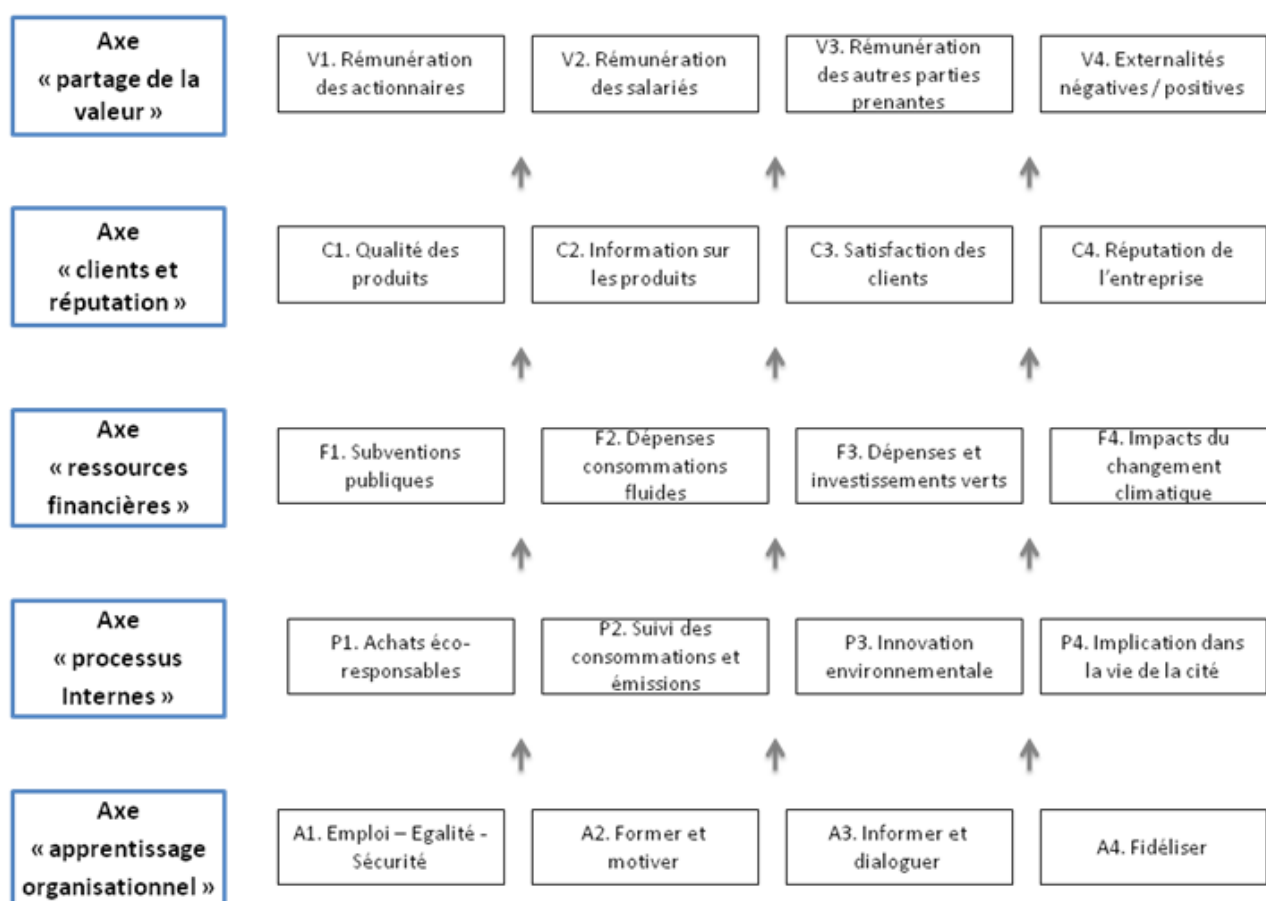 Axe
« partage de la
valeur »
V1. Rémunération
des actionnaires
V2. Rémunération
des salariés
V3. Rémunération
des autres parties
prenantes
V4. Externalités
négatives / positives
Axe
« clients et
réputation »
C1. Qualité des
produits
C2. Information sur
les produits
C3. Satisfaction des
clients
C4. Réputation de
l'entreprise
Axe
« ressources
financières »
F1. Subventions
publiques
F2. Dépenses
consommations
fluides
F3. Dépenses et
investissements verts
F4. Impacts du
changement
climatique
Axe
« processus
Internes »
P1. Achats éco-
responsables
P2. Suivi des
consommations et
émissions
P3. Innovation
environnementale
P4. Implication dans
la vie de la cité
Axe
« apprentissage
organisationnel »
A1. Emploi – Egalité -
Sécurité
A2. Former et
motiver
A3. Informer et
dialoguer
A4. Fidéliser